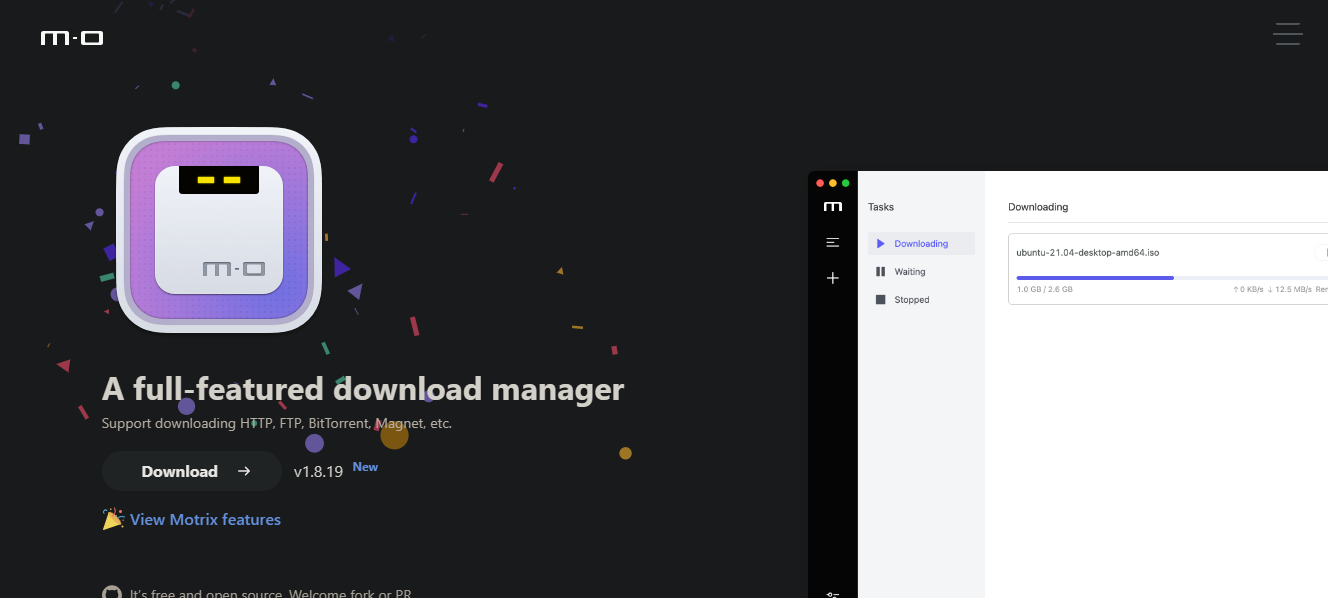 m-o
m-o
A full-featured download manager
Support downloading HTTP, FTP, BitTorrent, Magnet, etc.
Download →
v1.8.19 New
View Motrix features
It's free and open source. Welcome fork or PR
m
Tasks
Downloading
Waiting
Stopped
Downloading
ubuntu-21.04-desktop-amd64.iso
1.0 GB / 2.6 GB
↑ 0 KB/s ↓ 12.5 MB/s